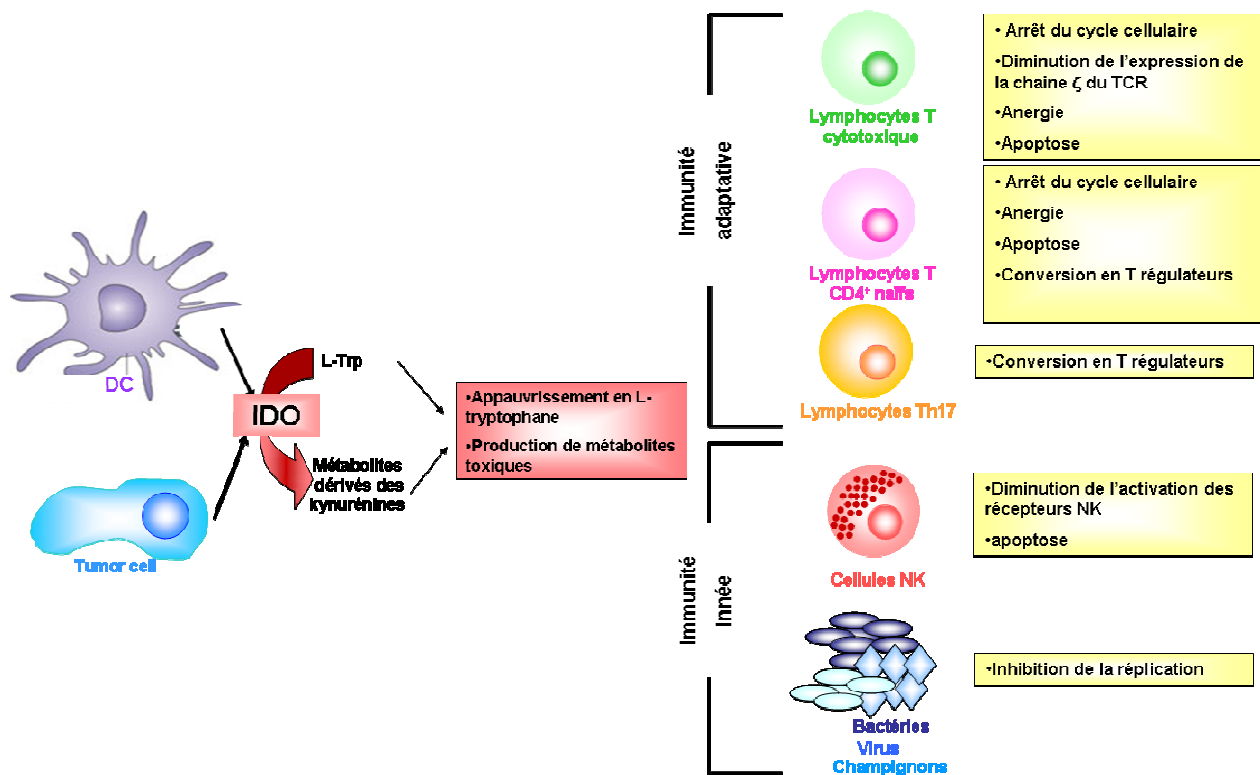 DC
Tumor cell
IDO
L-Trp
Métabolites
dérivés des
kynurénines
•Appauvrissement en L-
tryptophane
•Production de métabolites
toxiques
Immunité
adaptative
Lymphocytes T
cytotoxique
• Arrêt du cycle cellulaire
•Diminution de l'expression de
la chaine ζ du TCR
•Anergie
•Apoptose
Lymphocytes T
CD4⁺ naïfs
• Arrêt du cycle cellulaire
•Anergie
•Apoptose
•Conversion en T régulateurs
Lymphocytes Th17
•Conversion en T régulateurs
Immunité
Innée
Cellules NK
•Diminution de l'activation des
récepteurs NK
•apoptose
Bactéries
Virus
Champignons
•Inhibition de la réplication